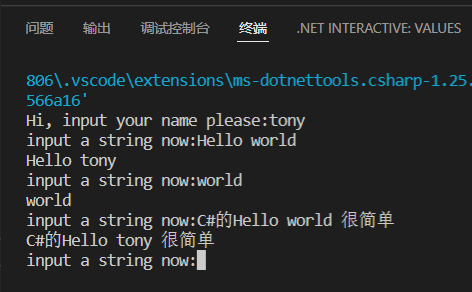 问题 输出 调试控制台 终端 .NET INTERACTIVE: VALUES
806\.vscode\extensions\ms-dotnettools.csharp-1.25.
566a16'
Hi, input your name please:tony
input a string now:Hello world
Hello tony
input a string now:world
world
input a string now:C#的Hello world 很简单
C#的Hello tony 很简单
input a string now: